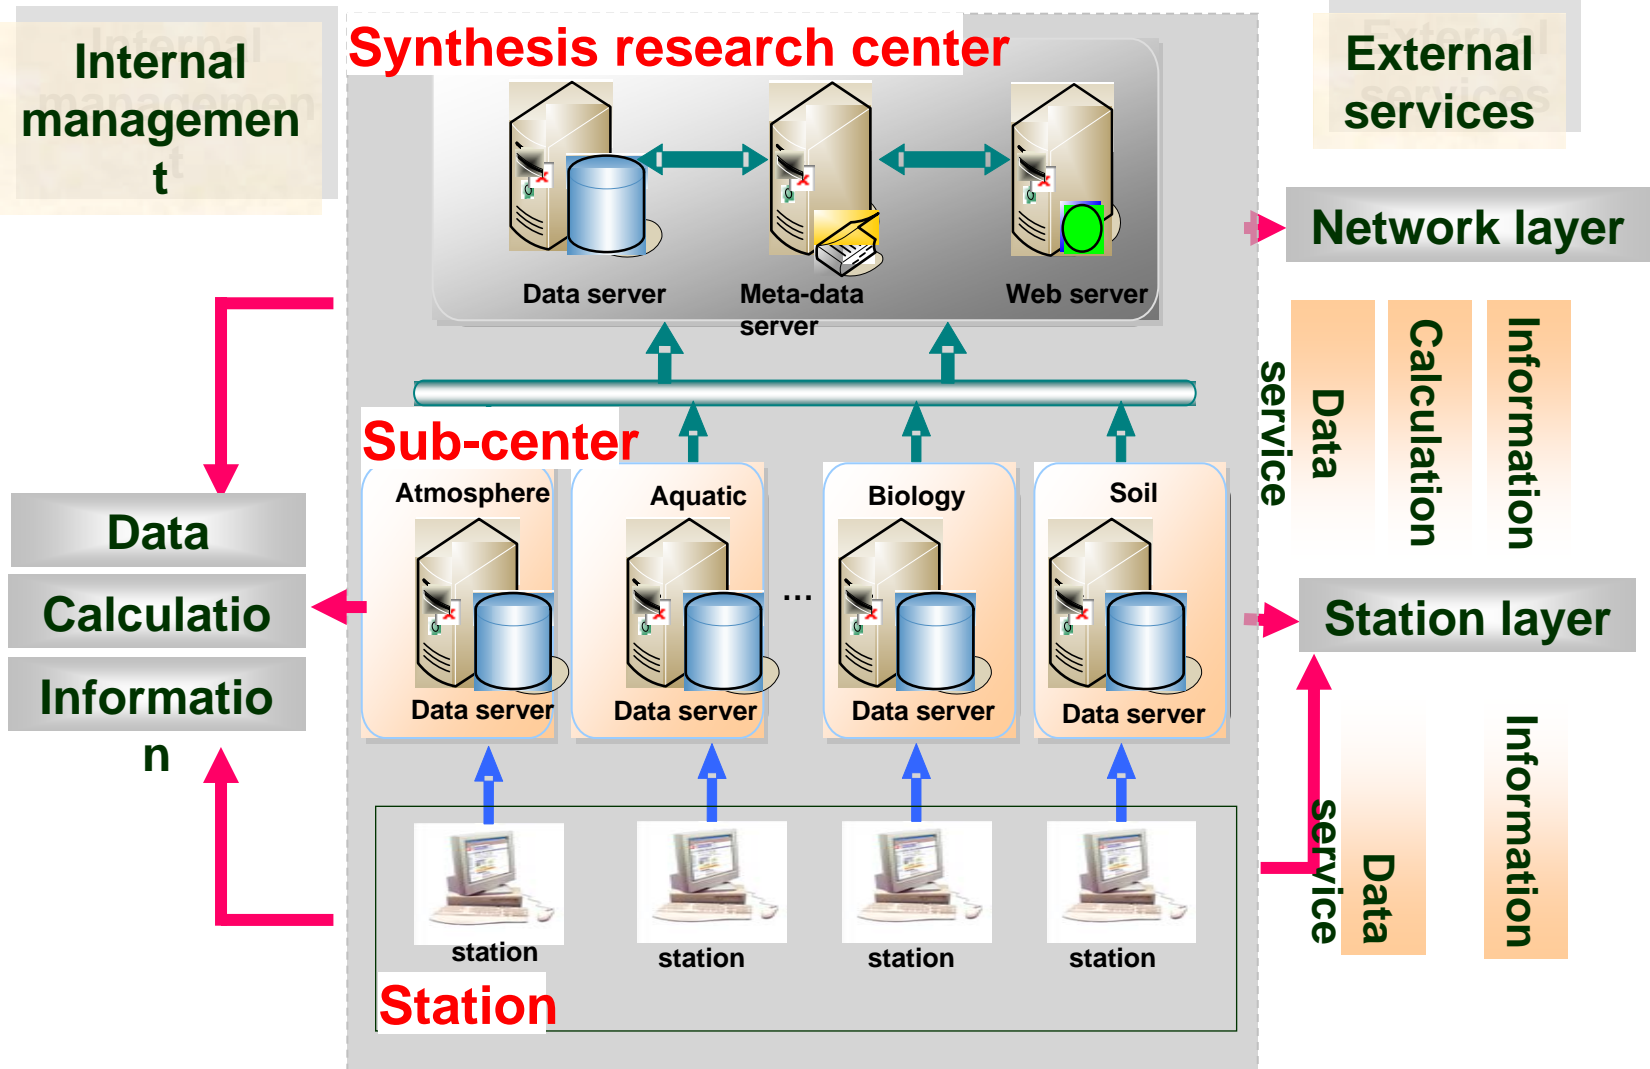 Internal
managemen
t
Synthesis research center
External
services
Data server
Meta-data
server
Web server
Network layer
Data
service
Calculation
Information
Sub-center
Atmosphere
Aquatic
Biology
Soil
...
Data server
Data server
Data server
Data server
Data
Calculatio
Informatio
n
Station layer
Data
service
Information
station
station
station
station
Station